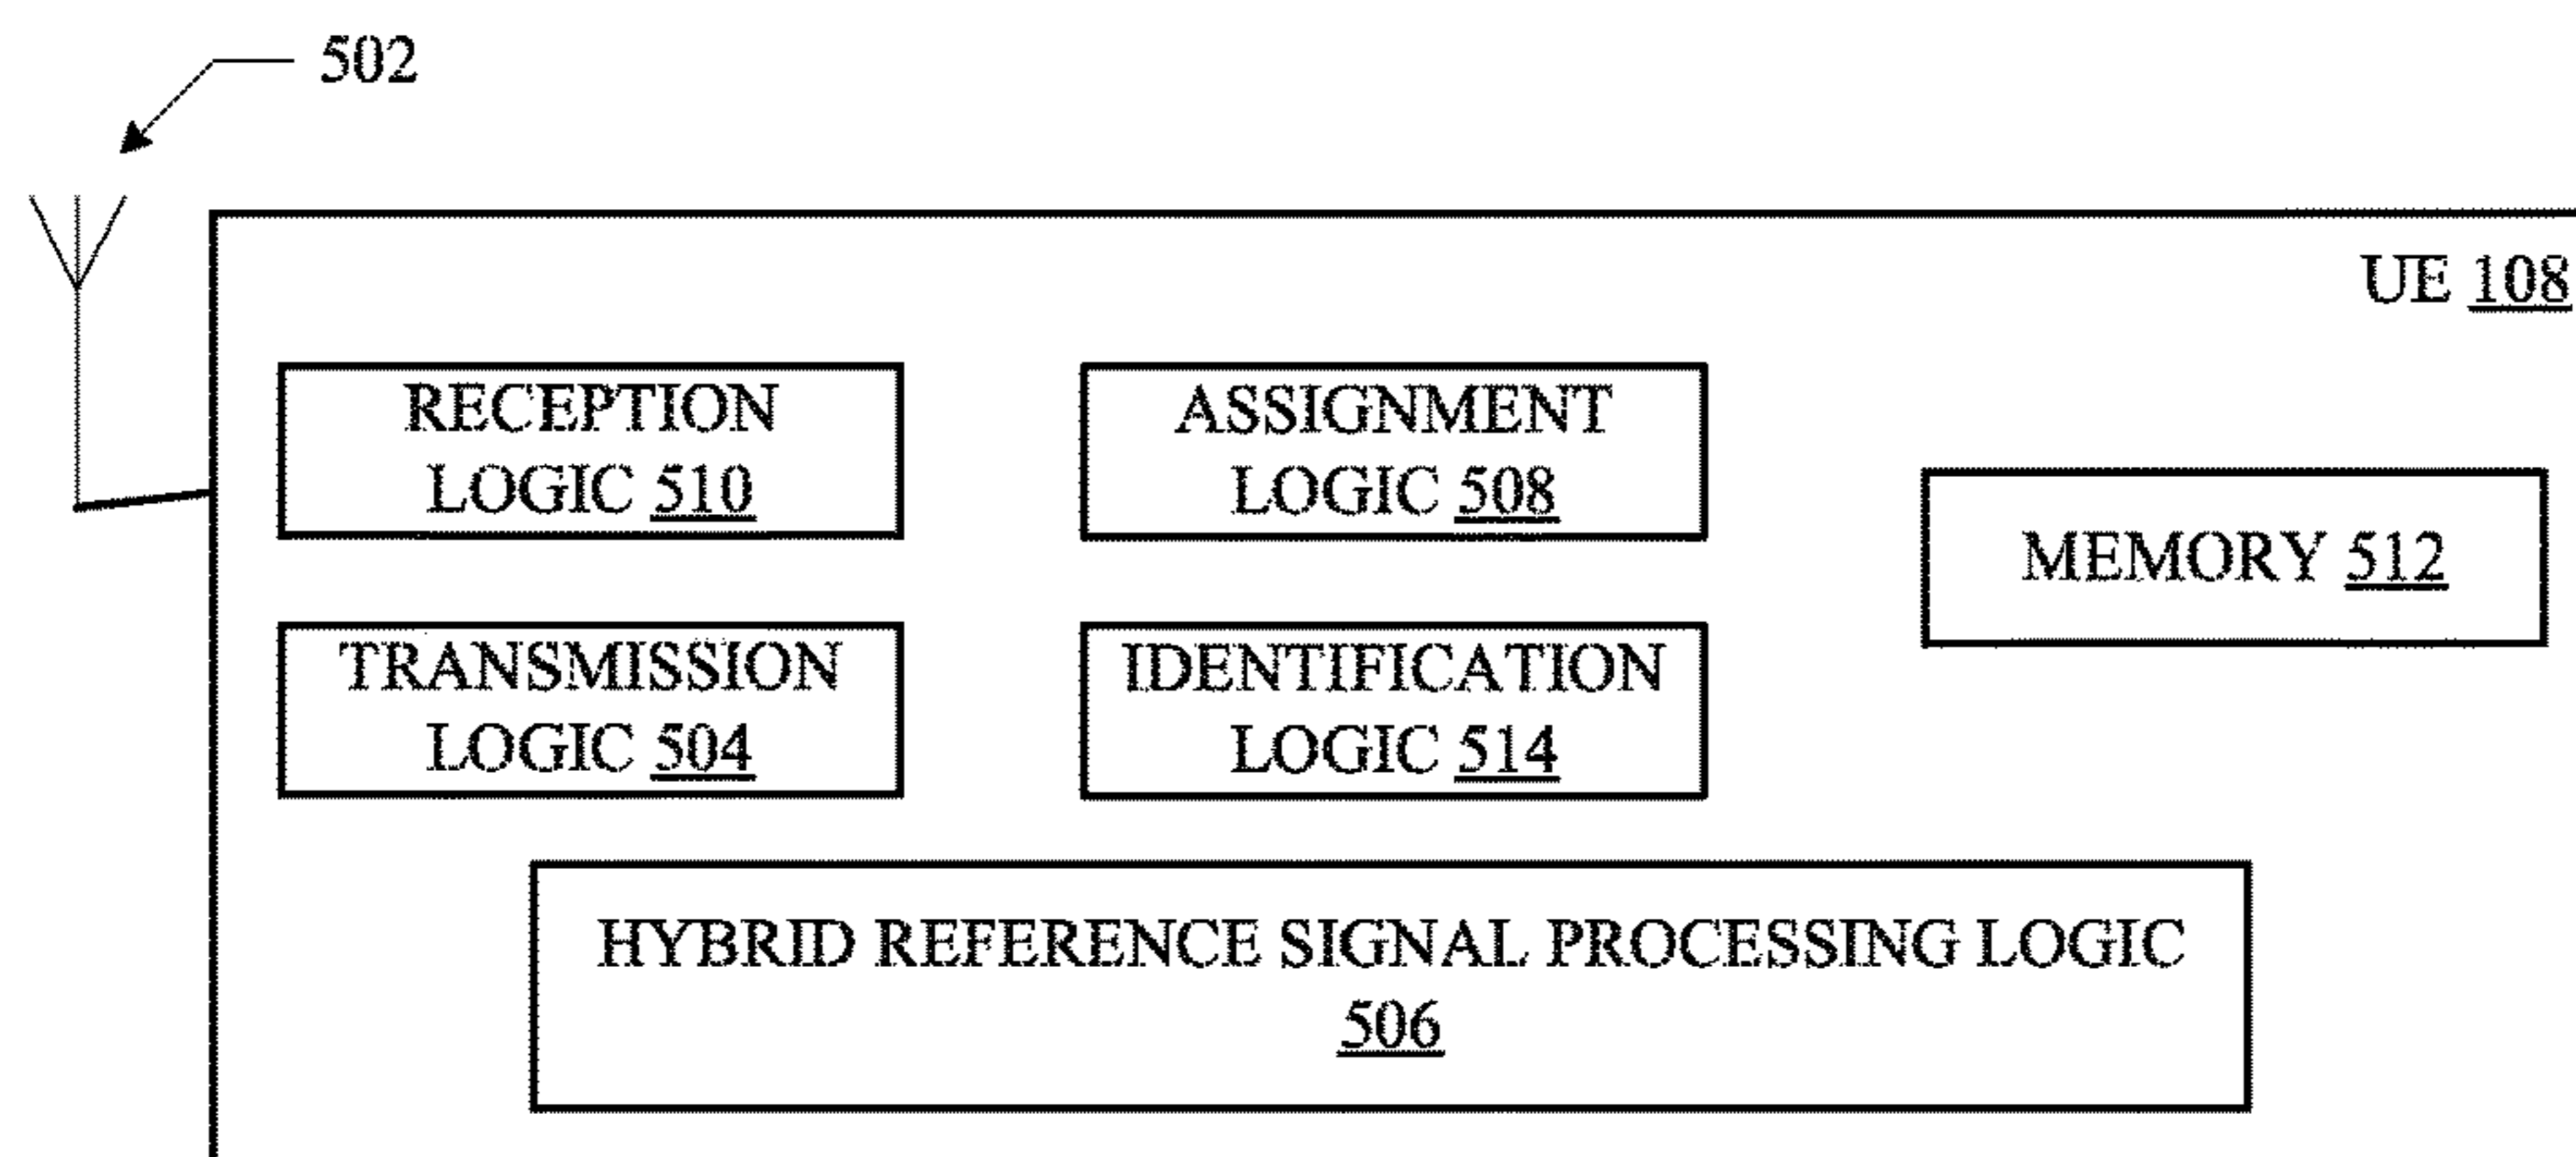 502
UE 108
RECEPTION
LOGIC 510
ASSIGNMENT
LOGIC 508
MEMORY 512
TRANSMISSION
LOGIC 504
IDENTIFICATION
LOGIC 514
HYBRID REFERENCE SIGNAL PROCESSING LOGIC
506